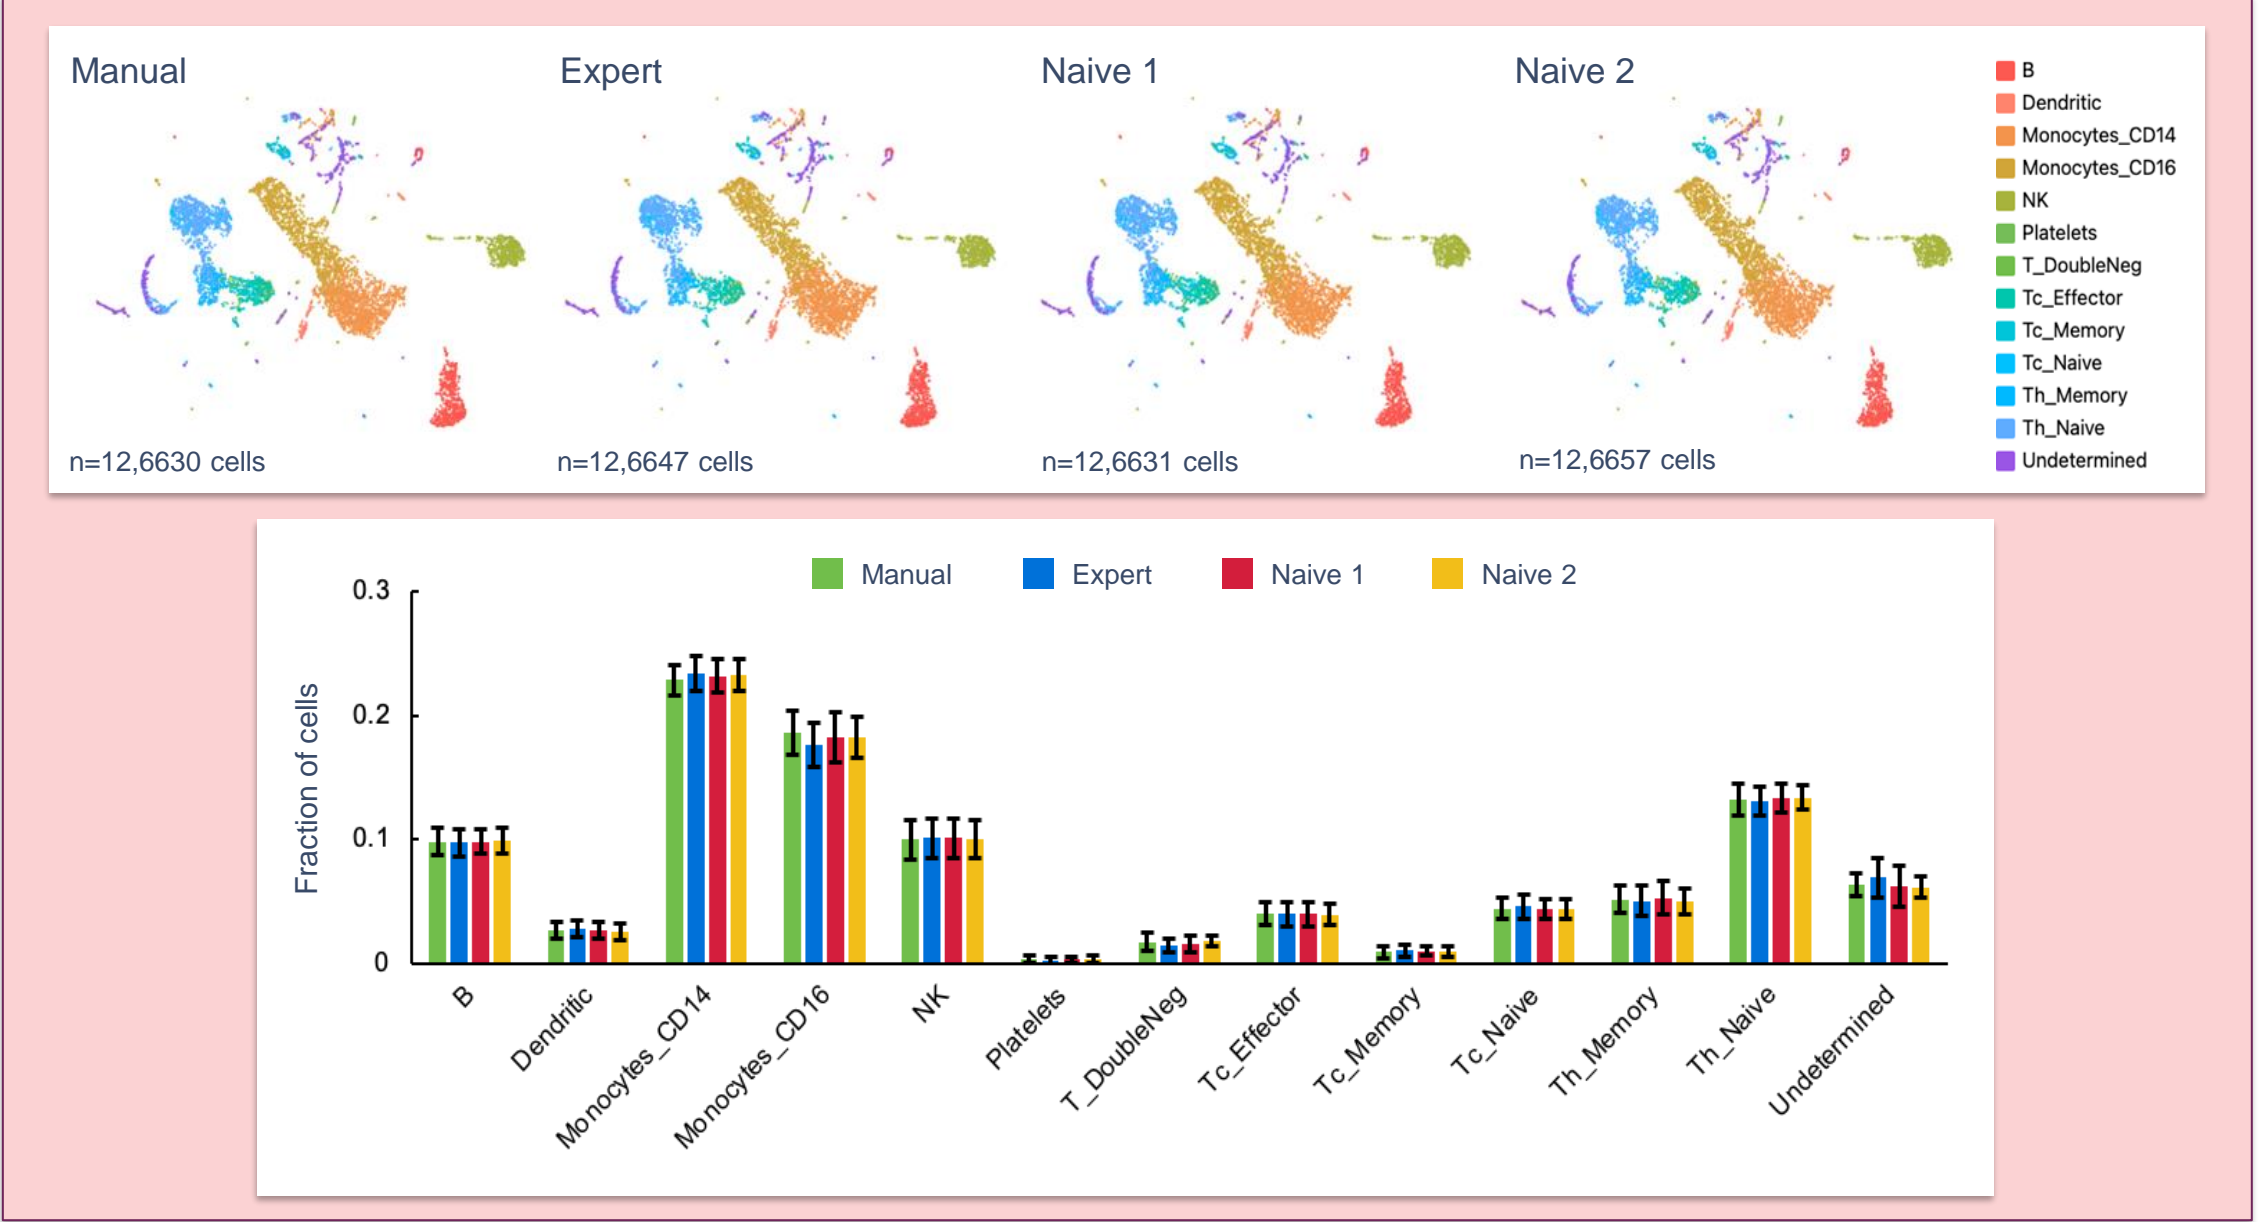 Manual
Expert
Naive 1
Naive 2
n=12,6630 cells
n=12,6647 cells
n=12,6631 cells
n=12,6657 cells
B
Dendritic
Monocytes_CD14
Monocytes_CD16
NK
Platelets
T_DoubleNeg
Tc_Effector
Tc_Memory
Tc_Naive
Th_Memory
Th_Naive
Undetermined
Manual
Expert
Naive 1
Naive 2
Fraction of cells
0.3
0.2
0.1
0
B
Dendritic
Monocytes_CD14
Monocytes_CD16
NK
Platelets
T_DoubleNeg
Tc_Effector
Tc_Memory
Tc_Naive
Th_Memory
Th_Naive
Undetermined